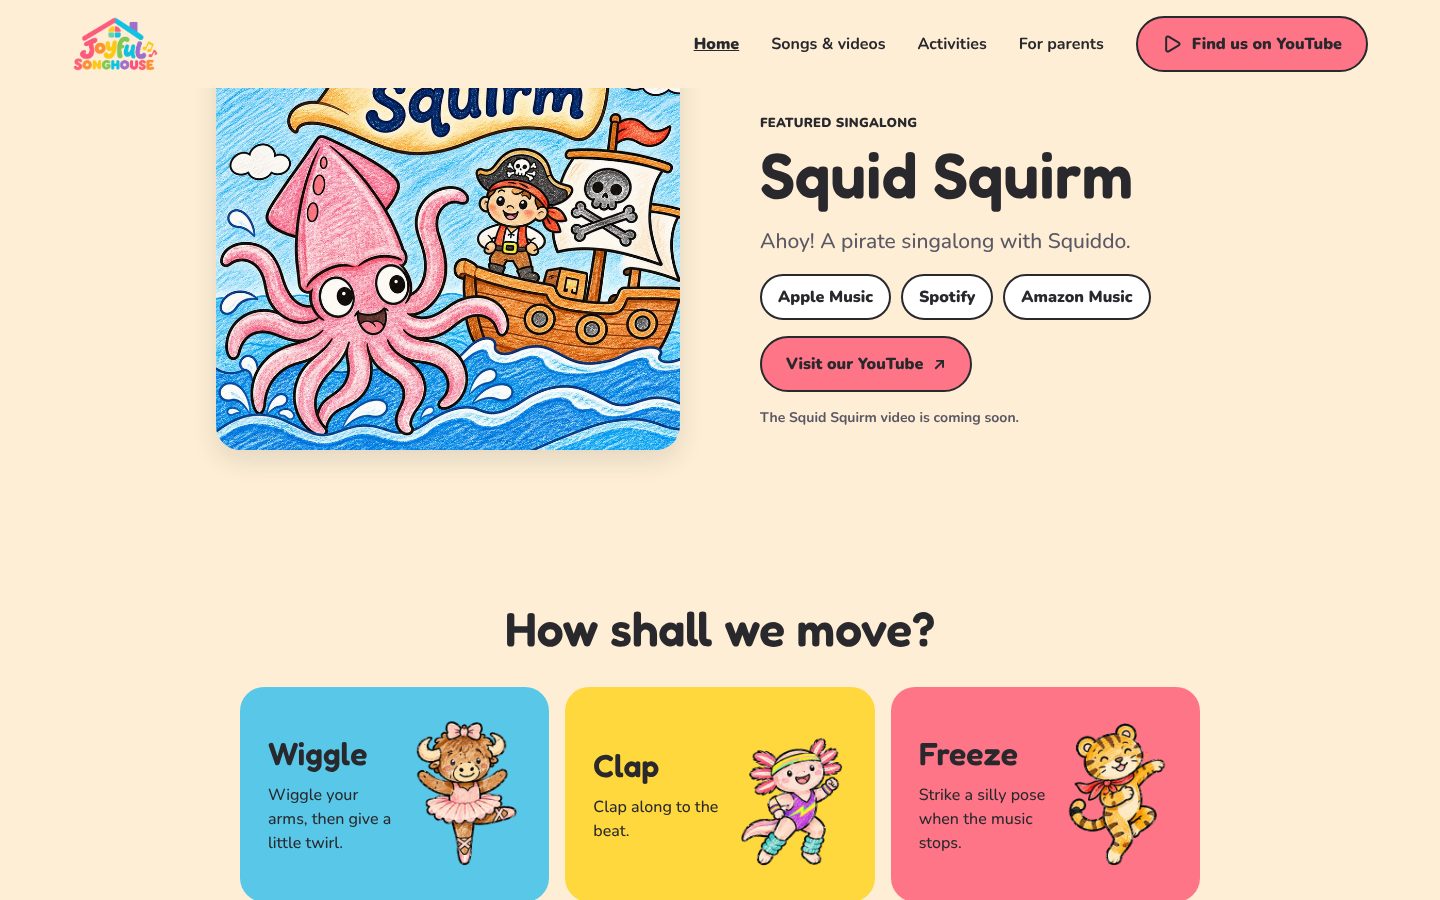 Joyful
SONGHOUSE
Home
Songs & videos
Activities
For parents
Find us on YouTube
Squirm
FEATURED SINGALONG
Squid Squirm
Ahoy! A pirate singalong with Squiddo.
Apple Music
Spotify
Amazon Music
Visit our YouTube
The Squid Squirm video is coming soon.
How shall we move?
Wiggle
Wiggle your
arms, then give a
little twirl.
Clap
Clap along to the
beat.
Freeze
Strike a silly pose
when the music
stops.